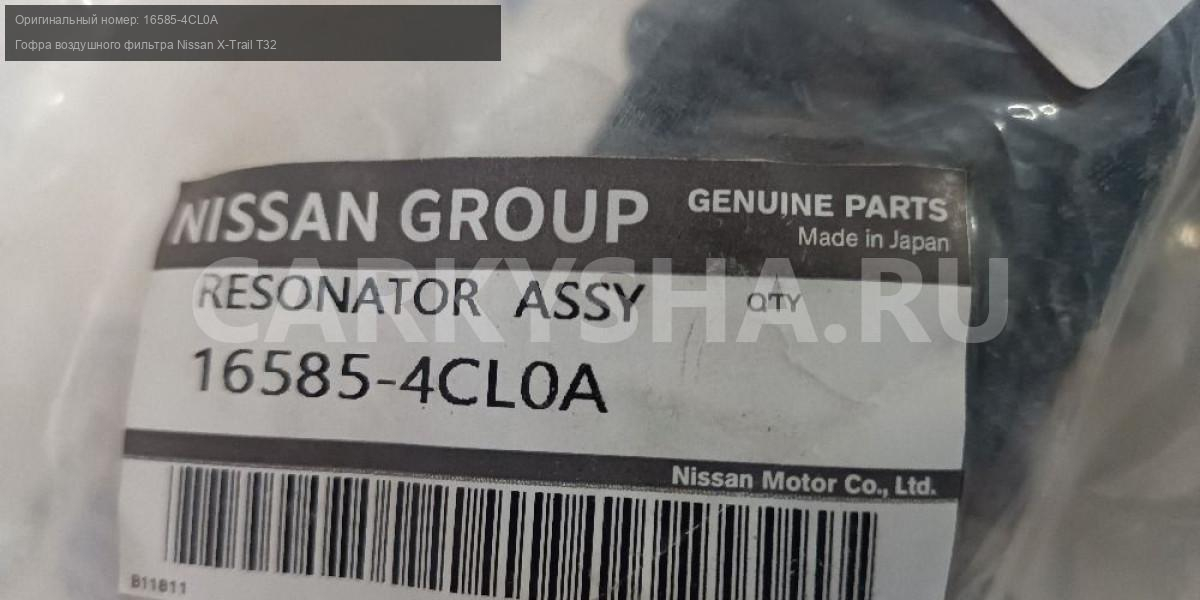 Оригинальный номер: 16585-4CL0A
Гофра воздушного фильтра Nissan X-Trail T32
NISSAN GROUP GENUINE PARTS
Made in Japan
RESONATOR ASSY QTY
CARKYSHA.RU
16585-4CL0A
Nissan Motor Co., Ltd.
B11811